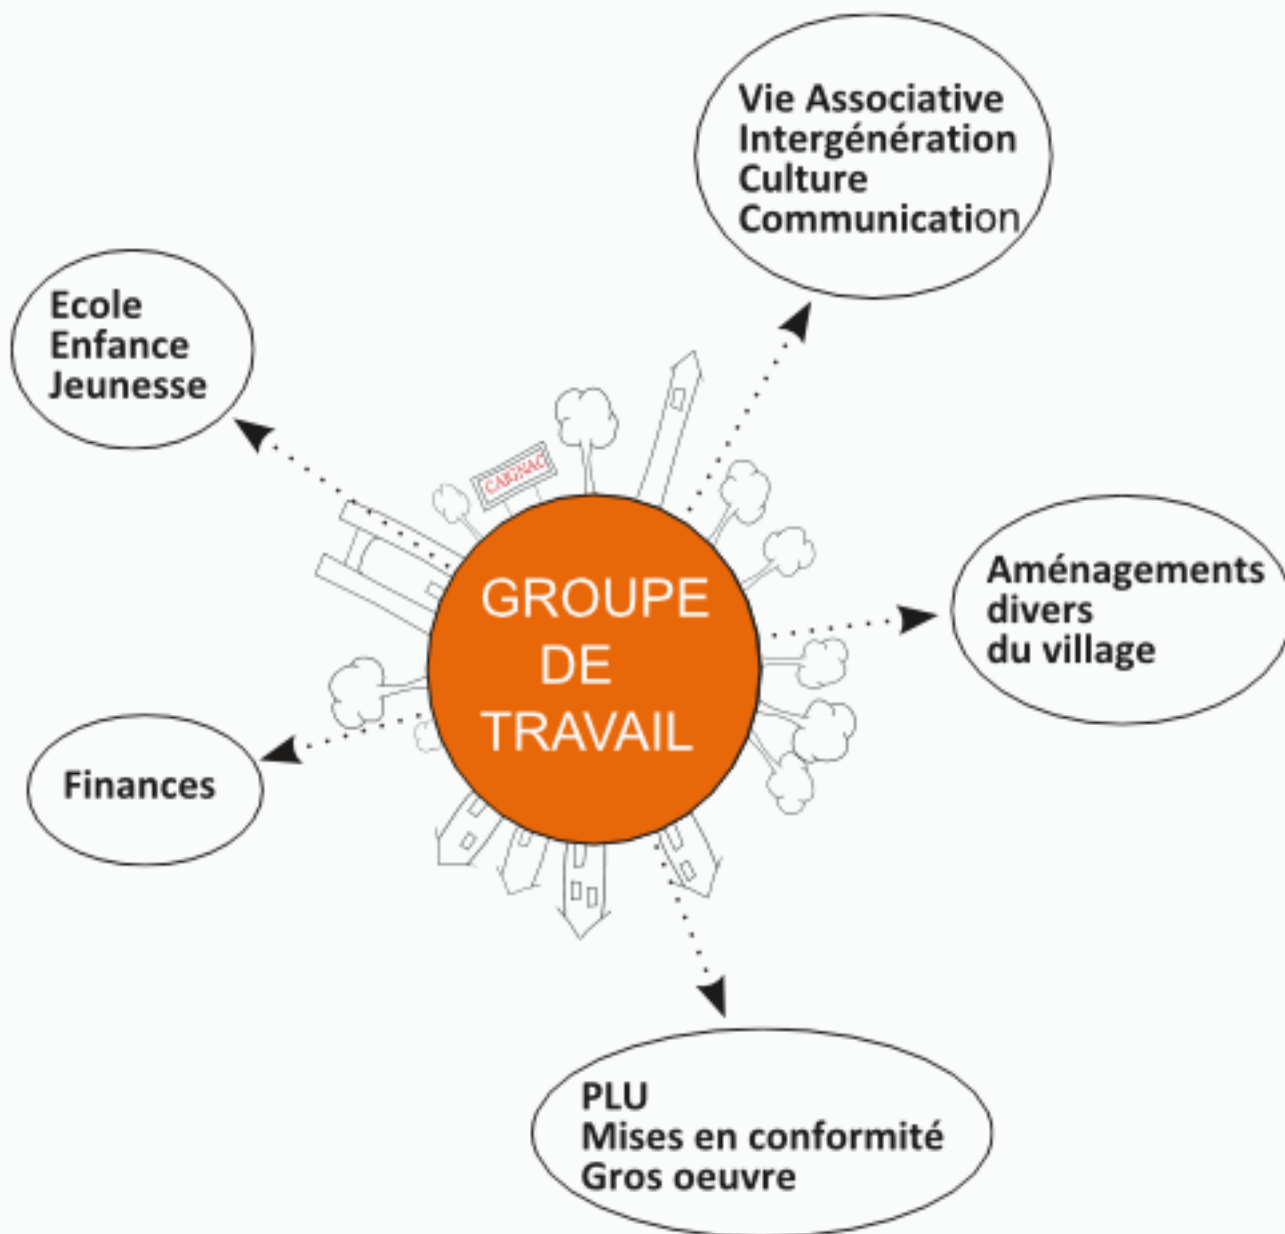 Vie Associative
Intergénération
Culture
Communication
Ecole
Enfance
Jeunesse
CAIGNAC
GROUPE
DE
TRAVAIL
Aménagements
divers
du village
Finances
PLU
Mises en conformité
Gros oeuvre